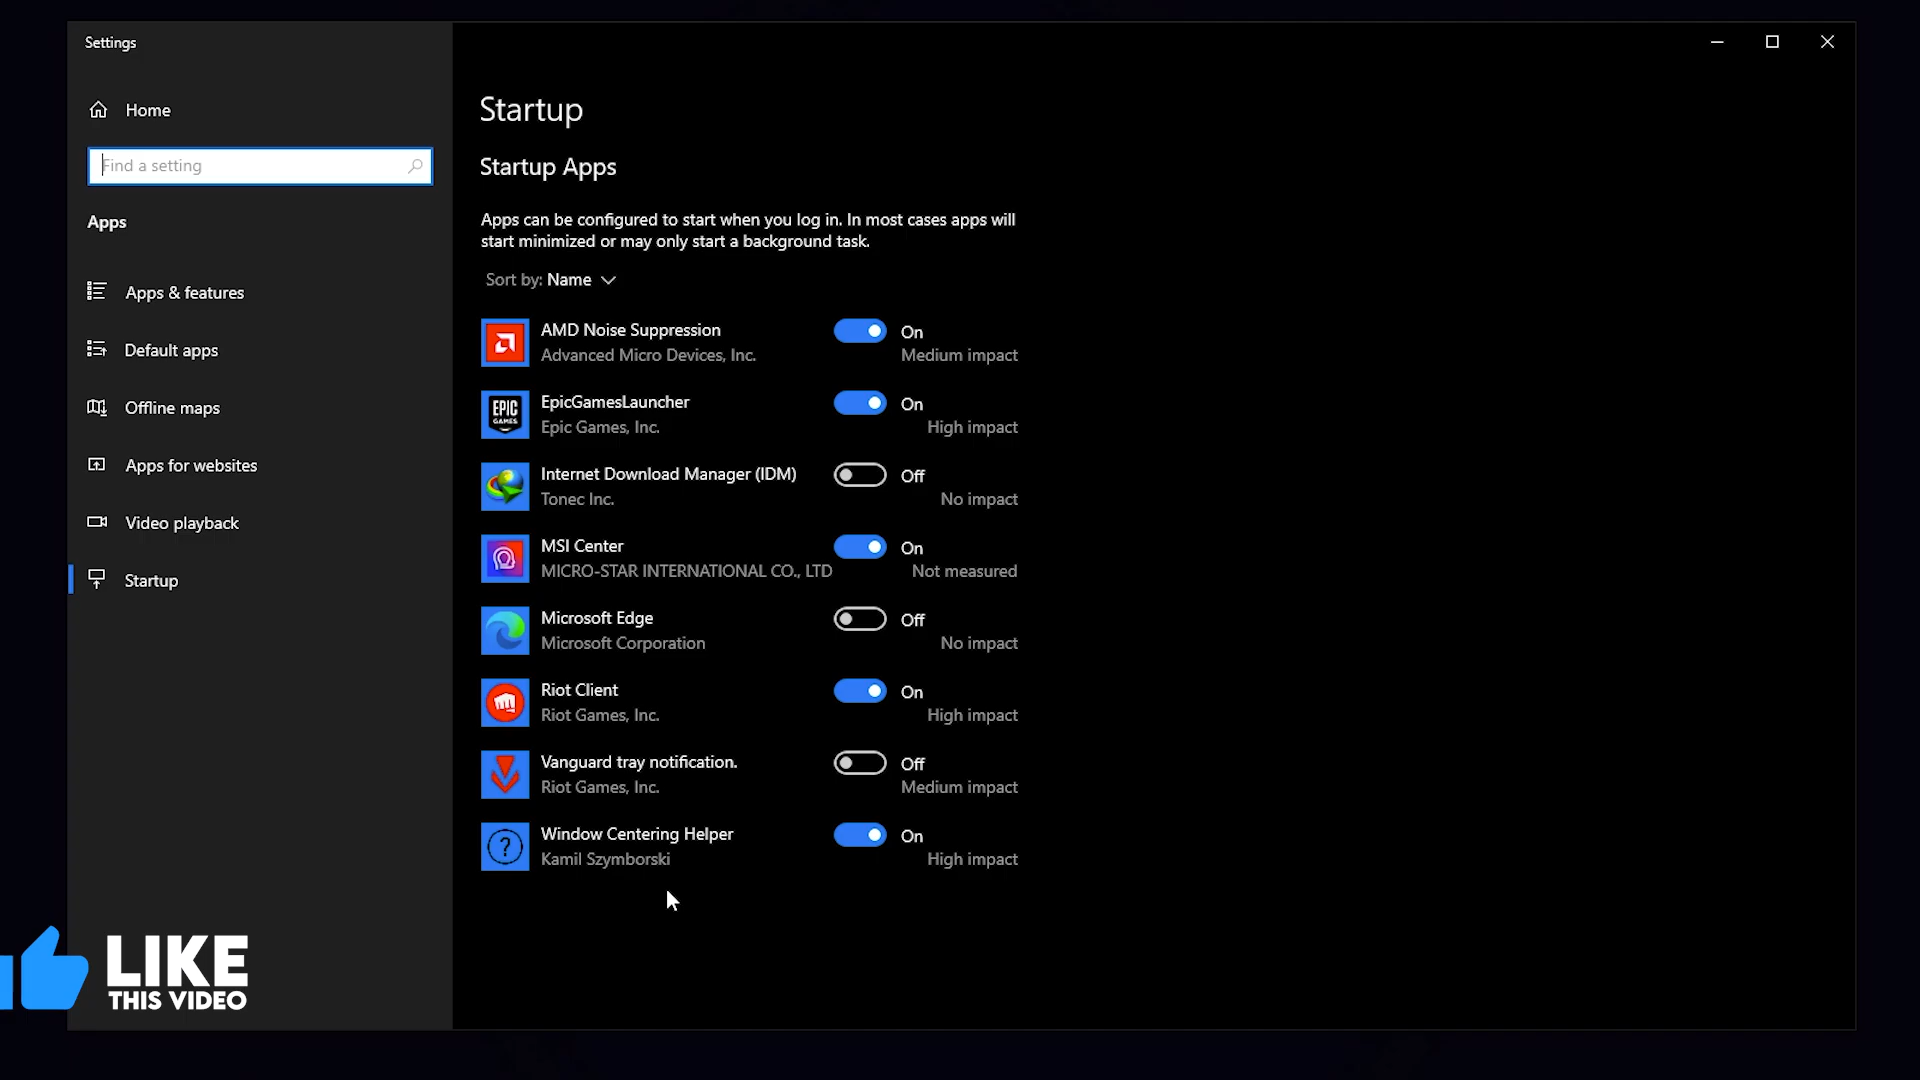 Settings
Home
Find a setting
Apps
Apps & features
Default apps
Offline maps
Apps for websites
Video playback
Startup
Startup
Startup Apps
Apps can be configured to start when you log in. In most cases apps will
start minimized or may only start a background task.
Sort by: Name
AMD Noise Suppression On
Advanced Micro Devices, Inc. Medium impact
EPIC
GAMES
EpicGamesLauncher On
Epic Games, Inc. High impact
Internet Download Manager (IDM) Off
Tonec Inc. No impact
MSI Center On
MICRO-STAR INTERNATIONAL CO., LTD Not measured
Microsoft Edge Off
Microsoft Corporation No impact
Riot Client On
Riot Games, Inc. High impact
Vanguard tray notification. Off
Riot Games, Inc. Medium impact
?
Window Centering Helper On
Kamil Szymborski High impact
LIKE
THIS VIDEO